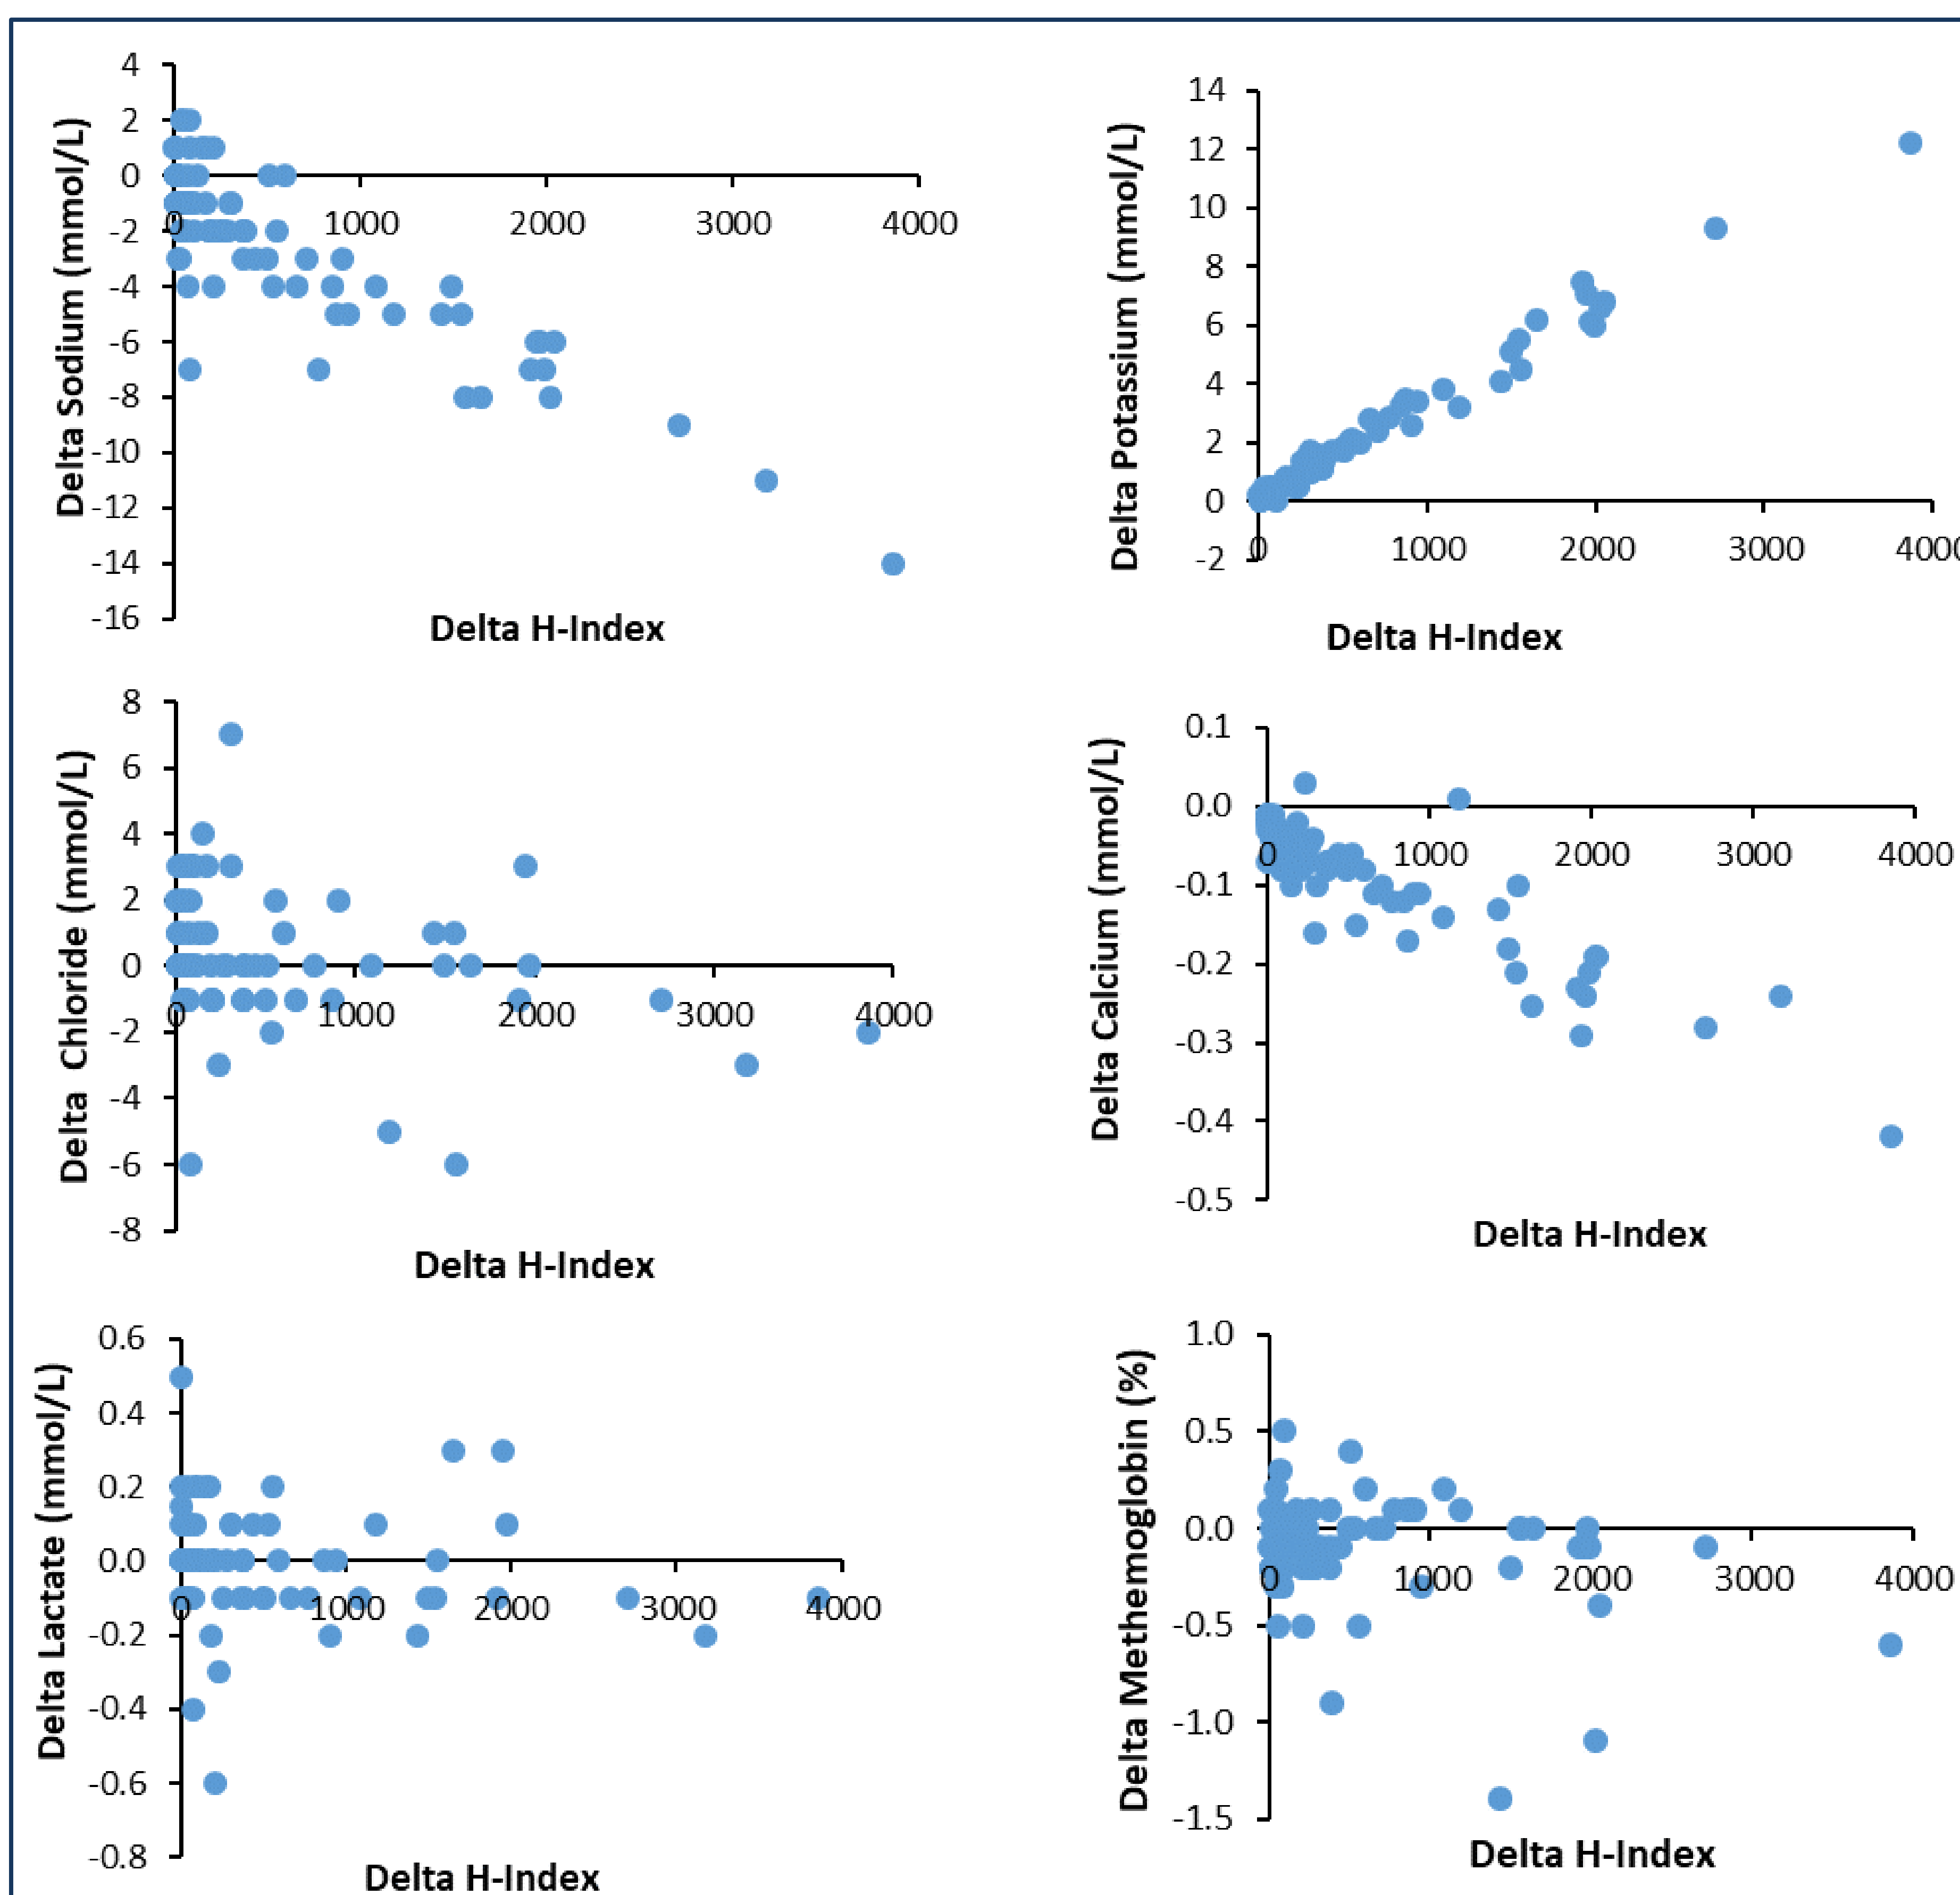 4
2
0
-2
-4
-6
-8
-10
-12
-14
-16
0 1000 2000 3000 4000
Delta Sodium (mmol/L)
Delta H-Index
14
12
10
8
6
4
2
0
-2
0 1000 2000 3000 4000
Delta Potassium (mmol/L)
Delta H-Index
8
6
4
2
0
-2
-4
-6
-8
0 1000 2000 3000 4000
Delta Chloride (mmol/L)
Delta H-Index
0.1
0.0
-0.1
-0.2
-0.3
-0.4
-0.5
0 1000 2000 3000 4000
Delta Calcium (mmol/L)
Delta H-Index
0.6
0.4
0.2
0.0
-0.2
-0.4
-0.6
-0.8
0 1000 2000 3000 4000
Delta Lactate (mmol/L)
Delta H-Index
1.0
0.5
0.0
-0.5
-1.0
-1.5
0 1000 2000 3000 4000
Delta Methemoglobin (%)
Delta H-Index